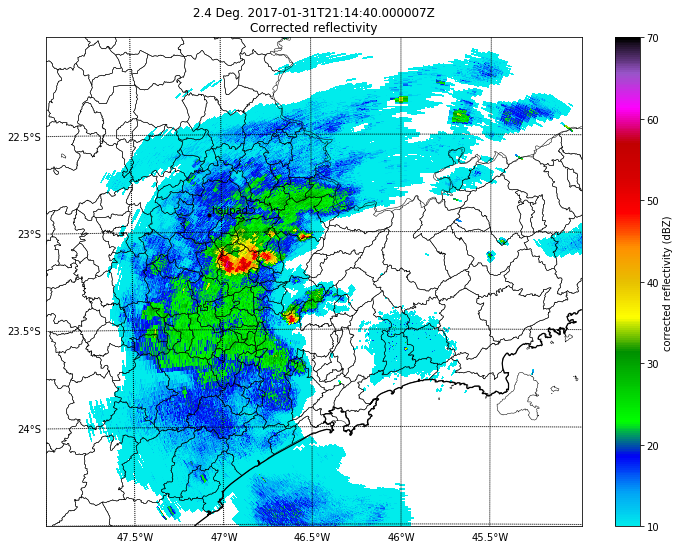 2.4 Deg. 2017-01-31T21:14:40.000007Z
Corrected reflectivity
70
60
50
40
30
20
10
corrected reflectivity (dBZ)
22.5°S
23°S
23.5°S
24°S
47.5°W
47°W
46.5°W
46°W
45.5°W